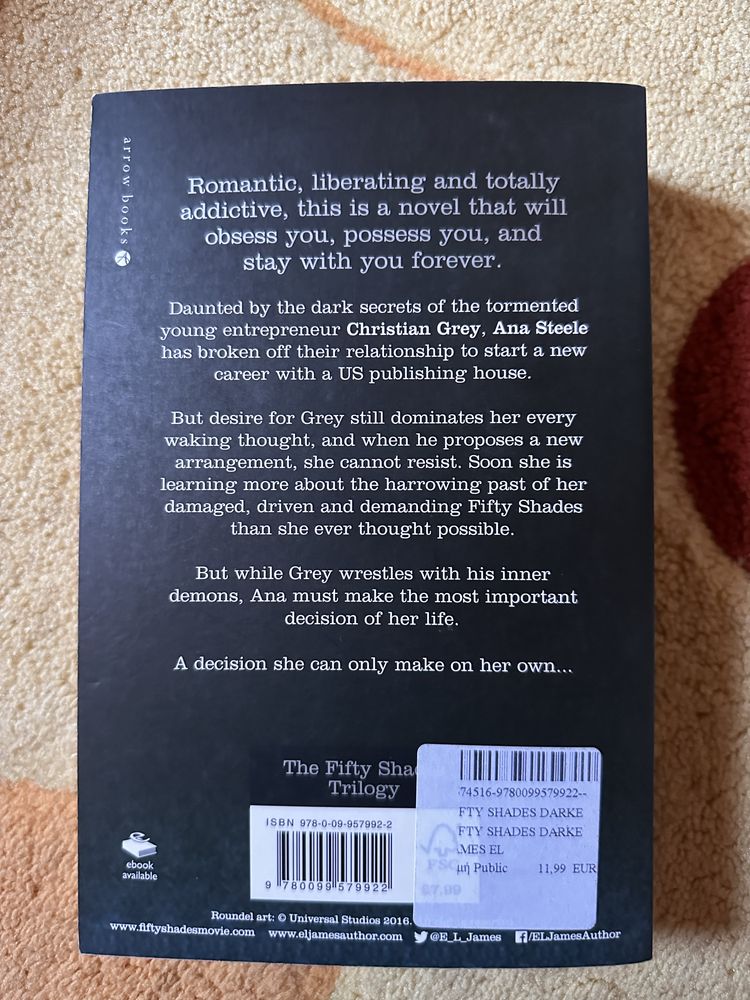 arrow books
Romantic, liberating and totally
addictive, this is a novel that will
obsess you, possess you, and
stay with you forever.
Daunted by the dark secrets of the tormented
young entrepreneur Christian Grey, Ana Steele
has broken off their relationship to start a new
career with a US publishing house.
But desire for Grey still dominates her every
waking thought, and when he proposes a new
arrangement, she cannot resist. Soon she is
learning more about the harrowing past of her
damaged, driven and demanding Fifty Shades
than she ever thought possible.
But while Grey wrestles with his inner
demons, Ana must make the most important
decision of her life.
A decision she can only make on her own...
The Fifty Sha
Trilogy
ISBN 978-0-09-957992-2
9 780099 579922
FSC
£7.99
74516-9780099579922--
FTY SHADES DARKE
FTY SHADES DARKE
MES EL
μή Public 11,99 EUR
ebook
available
Roundel art: © Universal Studios 2016.
www.fiftyshadesmovie.com www.eljamesauthor.com @E_L_James /ELJamesAuthor